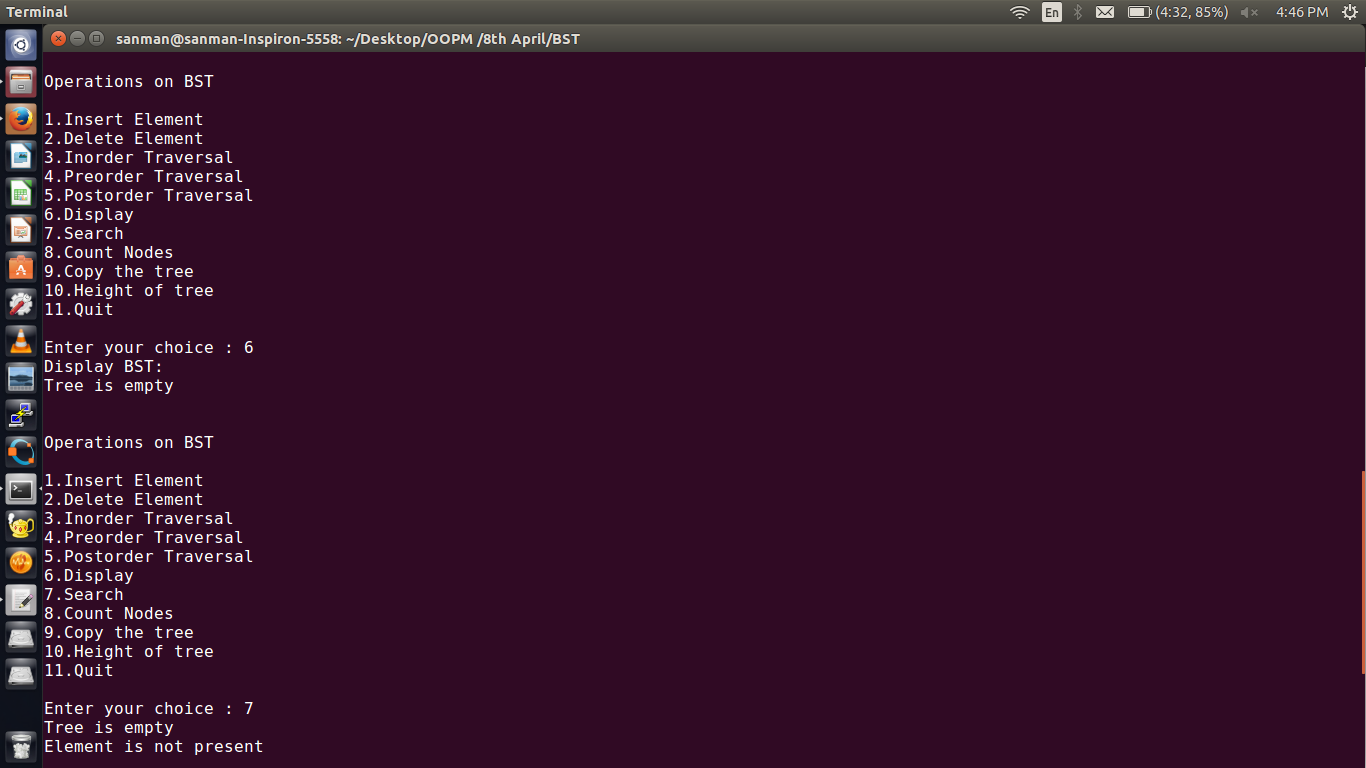 Terminal
En
(4:32, 85%)
4:46 PM
sanman@sanman-Inspiron-5558: ~/Desktop/OOPM /8th April/BST
Operations on BST
1.Insert Element
2.Delete Element
3.Inorder Traversal
4.Preorder Traversal
5.Postorder Traversal
6.Display
7.Search
8.Count Nodes
9.Copy the tree
10.Height of tree
11.Quit
Enter your choice : 6
Display BST:
Tree is empty
Operations on BST
1.Insert Element
2.Delete Element
3.Inorder Traversal
4.Preorder Traversal
5.Postorder Traversal
6.Display
7.Search
8.Count Nodes
9.Copy the tree
10.Height of tree
11.Quit
Enter your choice : 7
Tree is empty
Element is not present